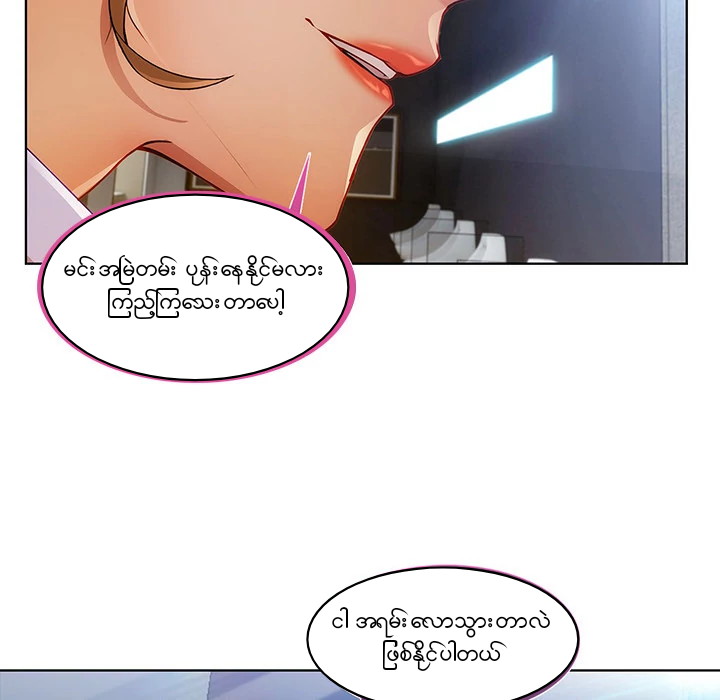 မင်း အမြဲတမ်း ပုန်းနေနိုင်မလား
ကြည့်ကြသေးတာပေါ့
ငါ အရမ်းလောသွားတာလဲ
ဖြစ်နိုင်ပါတယ်